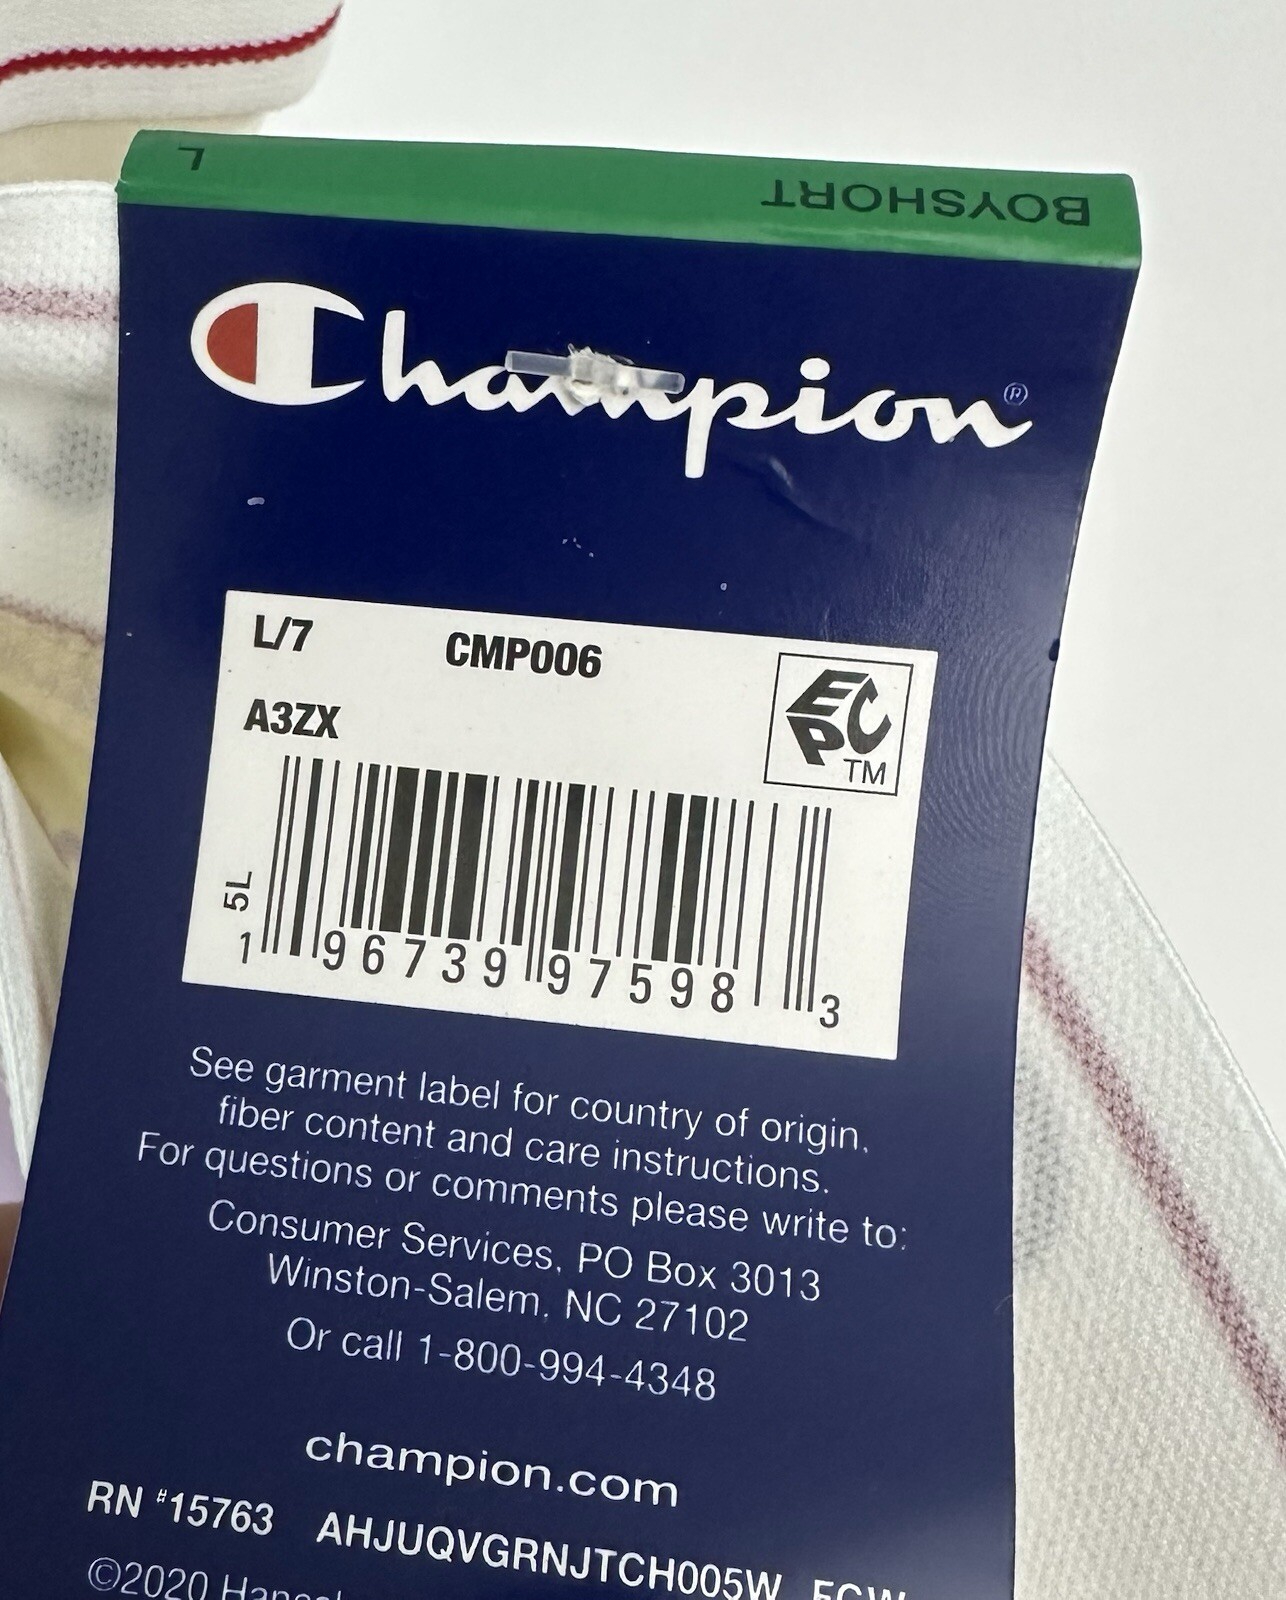 L BOYSHORT
Champion®
L/7 CMP006
A3ZX
EPC TM
5L
1 96739 97598 3
See garment label for country of origin,
fiber content and care instructions.
For questions or comments please write to:
Consumer Services, PO Box 3013
Winston-Salem, NC 27102
Or call 1-800-994-4348
champion.com
RN #15763 AHJUQVGRNJTCH005W
©2020